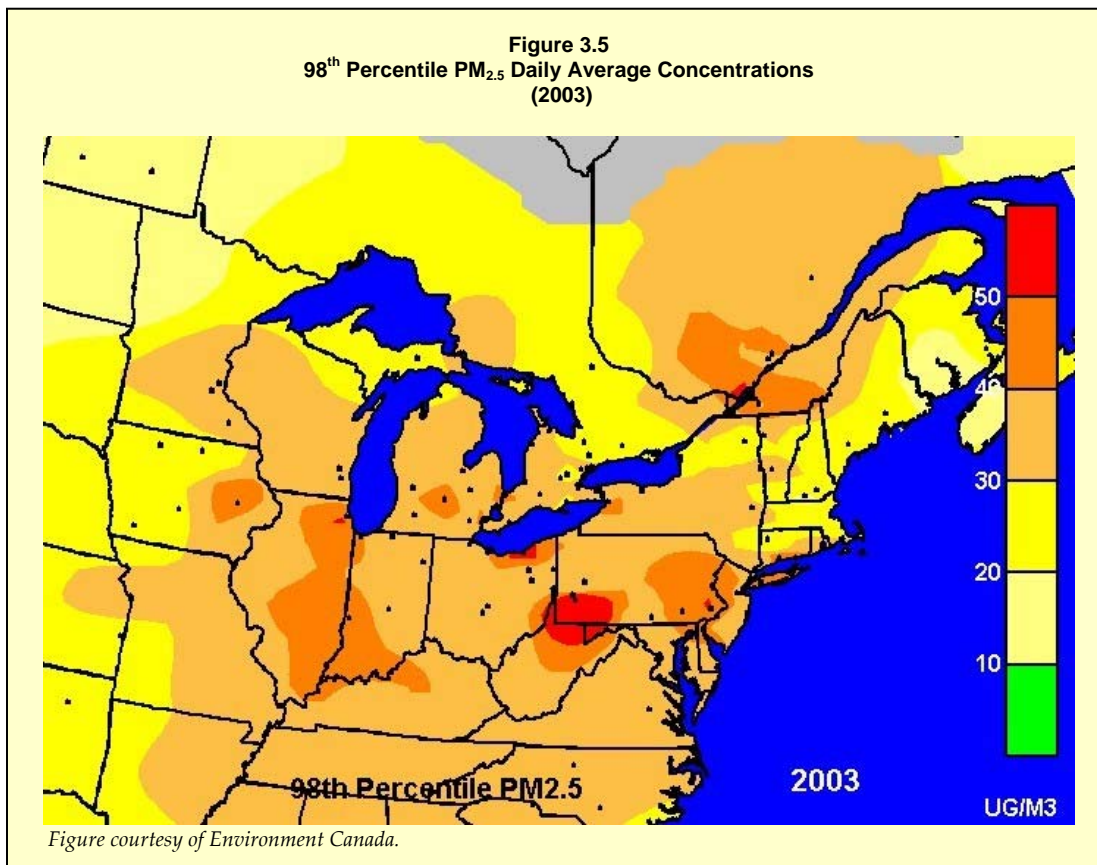 Figure 3.5
98th Percentile PM2.5 Daily Average Concentrations
(2003)
50
40
30
20
10
98th Percentile PM2.5
2003
UG/M3
Figure courtesy of Environment Canada.